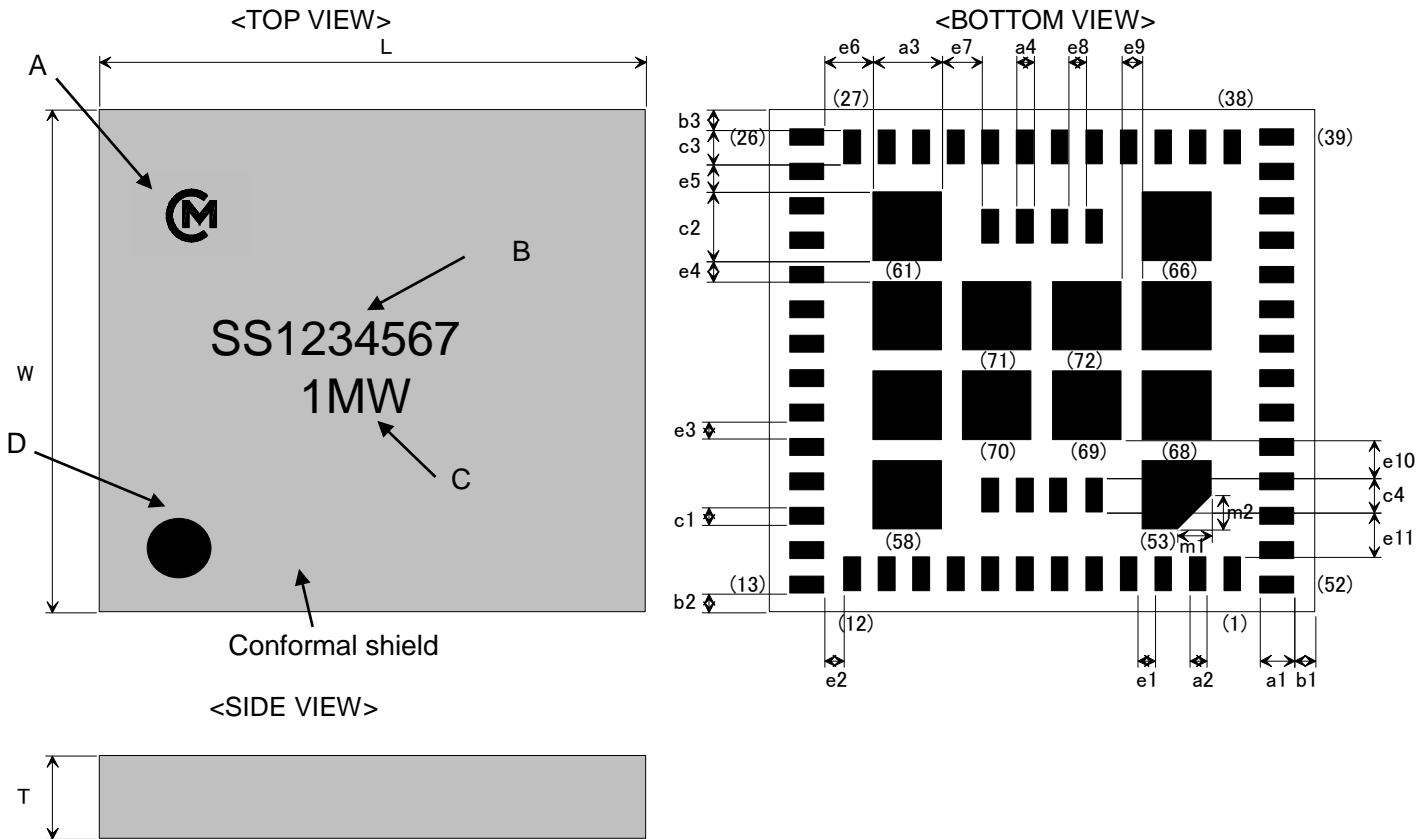 <TOP VIEW>
L
A
CM
B
SS1234567
1MW
W
D
C
Conformal shield
<SIDE VIEW>
T
<BOTTOM VIEW>
e6 a3 e7 a4 e8 e9
(27) (38)
b3
(26) (39)
c3
e5
c2
e4
(61) (66)
(71) (72)
e3
(70) (69) (68)
e10
c4
c1
m2
e11
(58) (53) m1
(13) (52)
b2
(12) (1)
e2 e1 a2 a1 b1